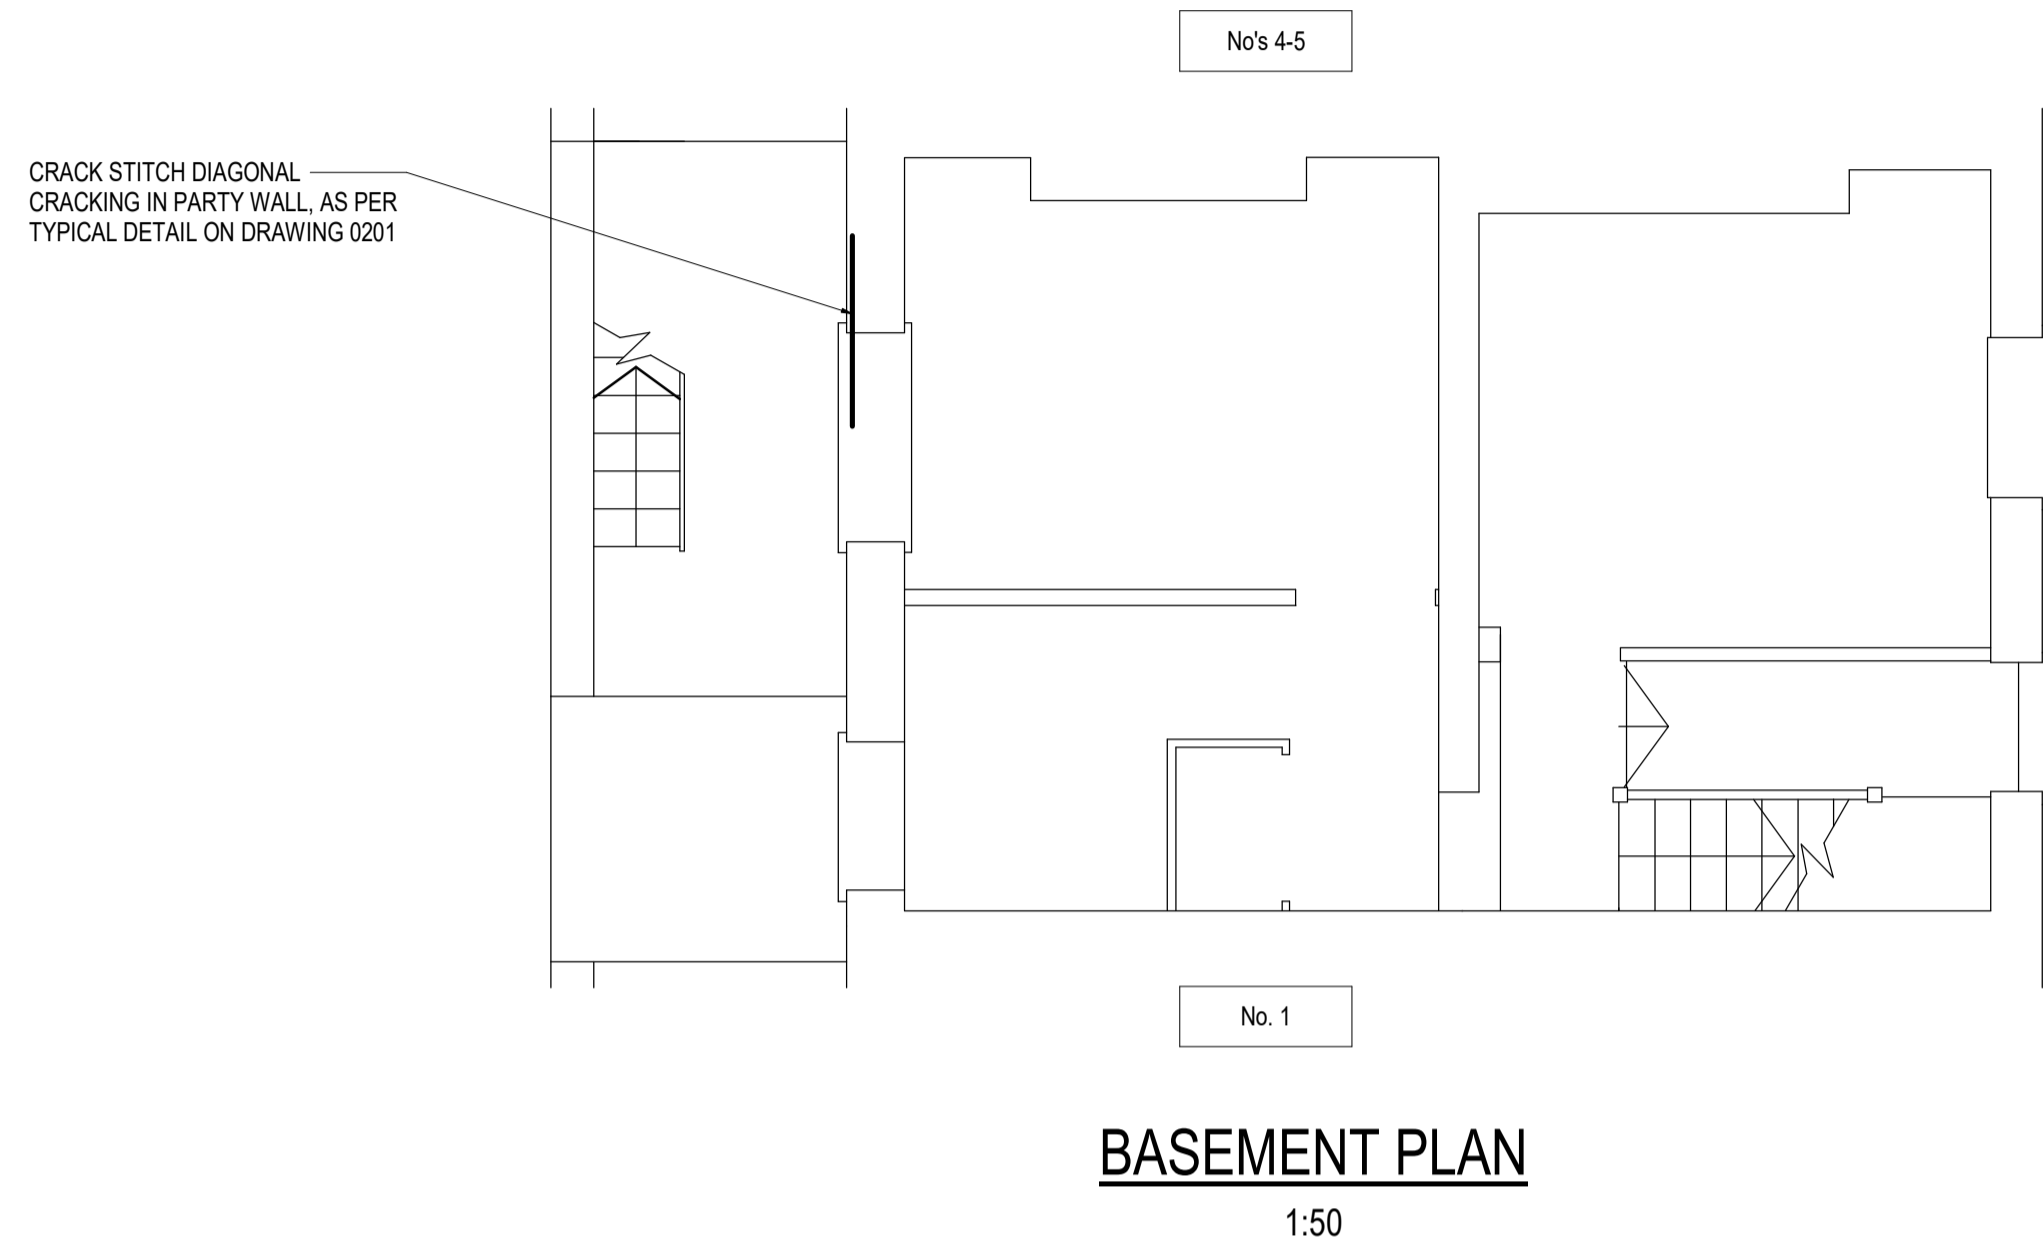 No's 4-5
CRACK STITCH DIAGONAL
CRACKING IN PARTY WALL, AS PER
TYPICAL DETAIL ON DRAWING 0201
No. 1
BASEMENT PLAN
1:50